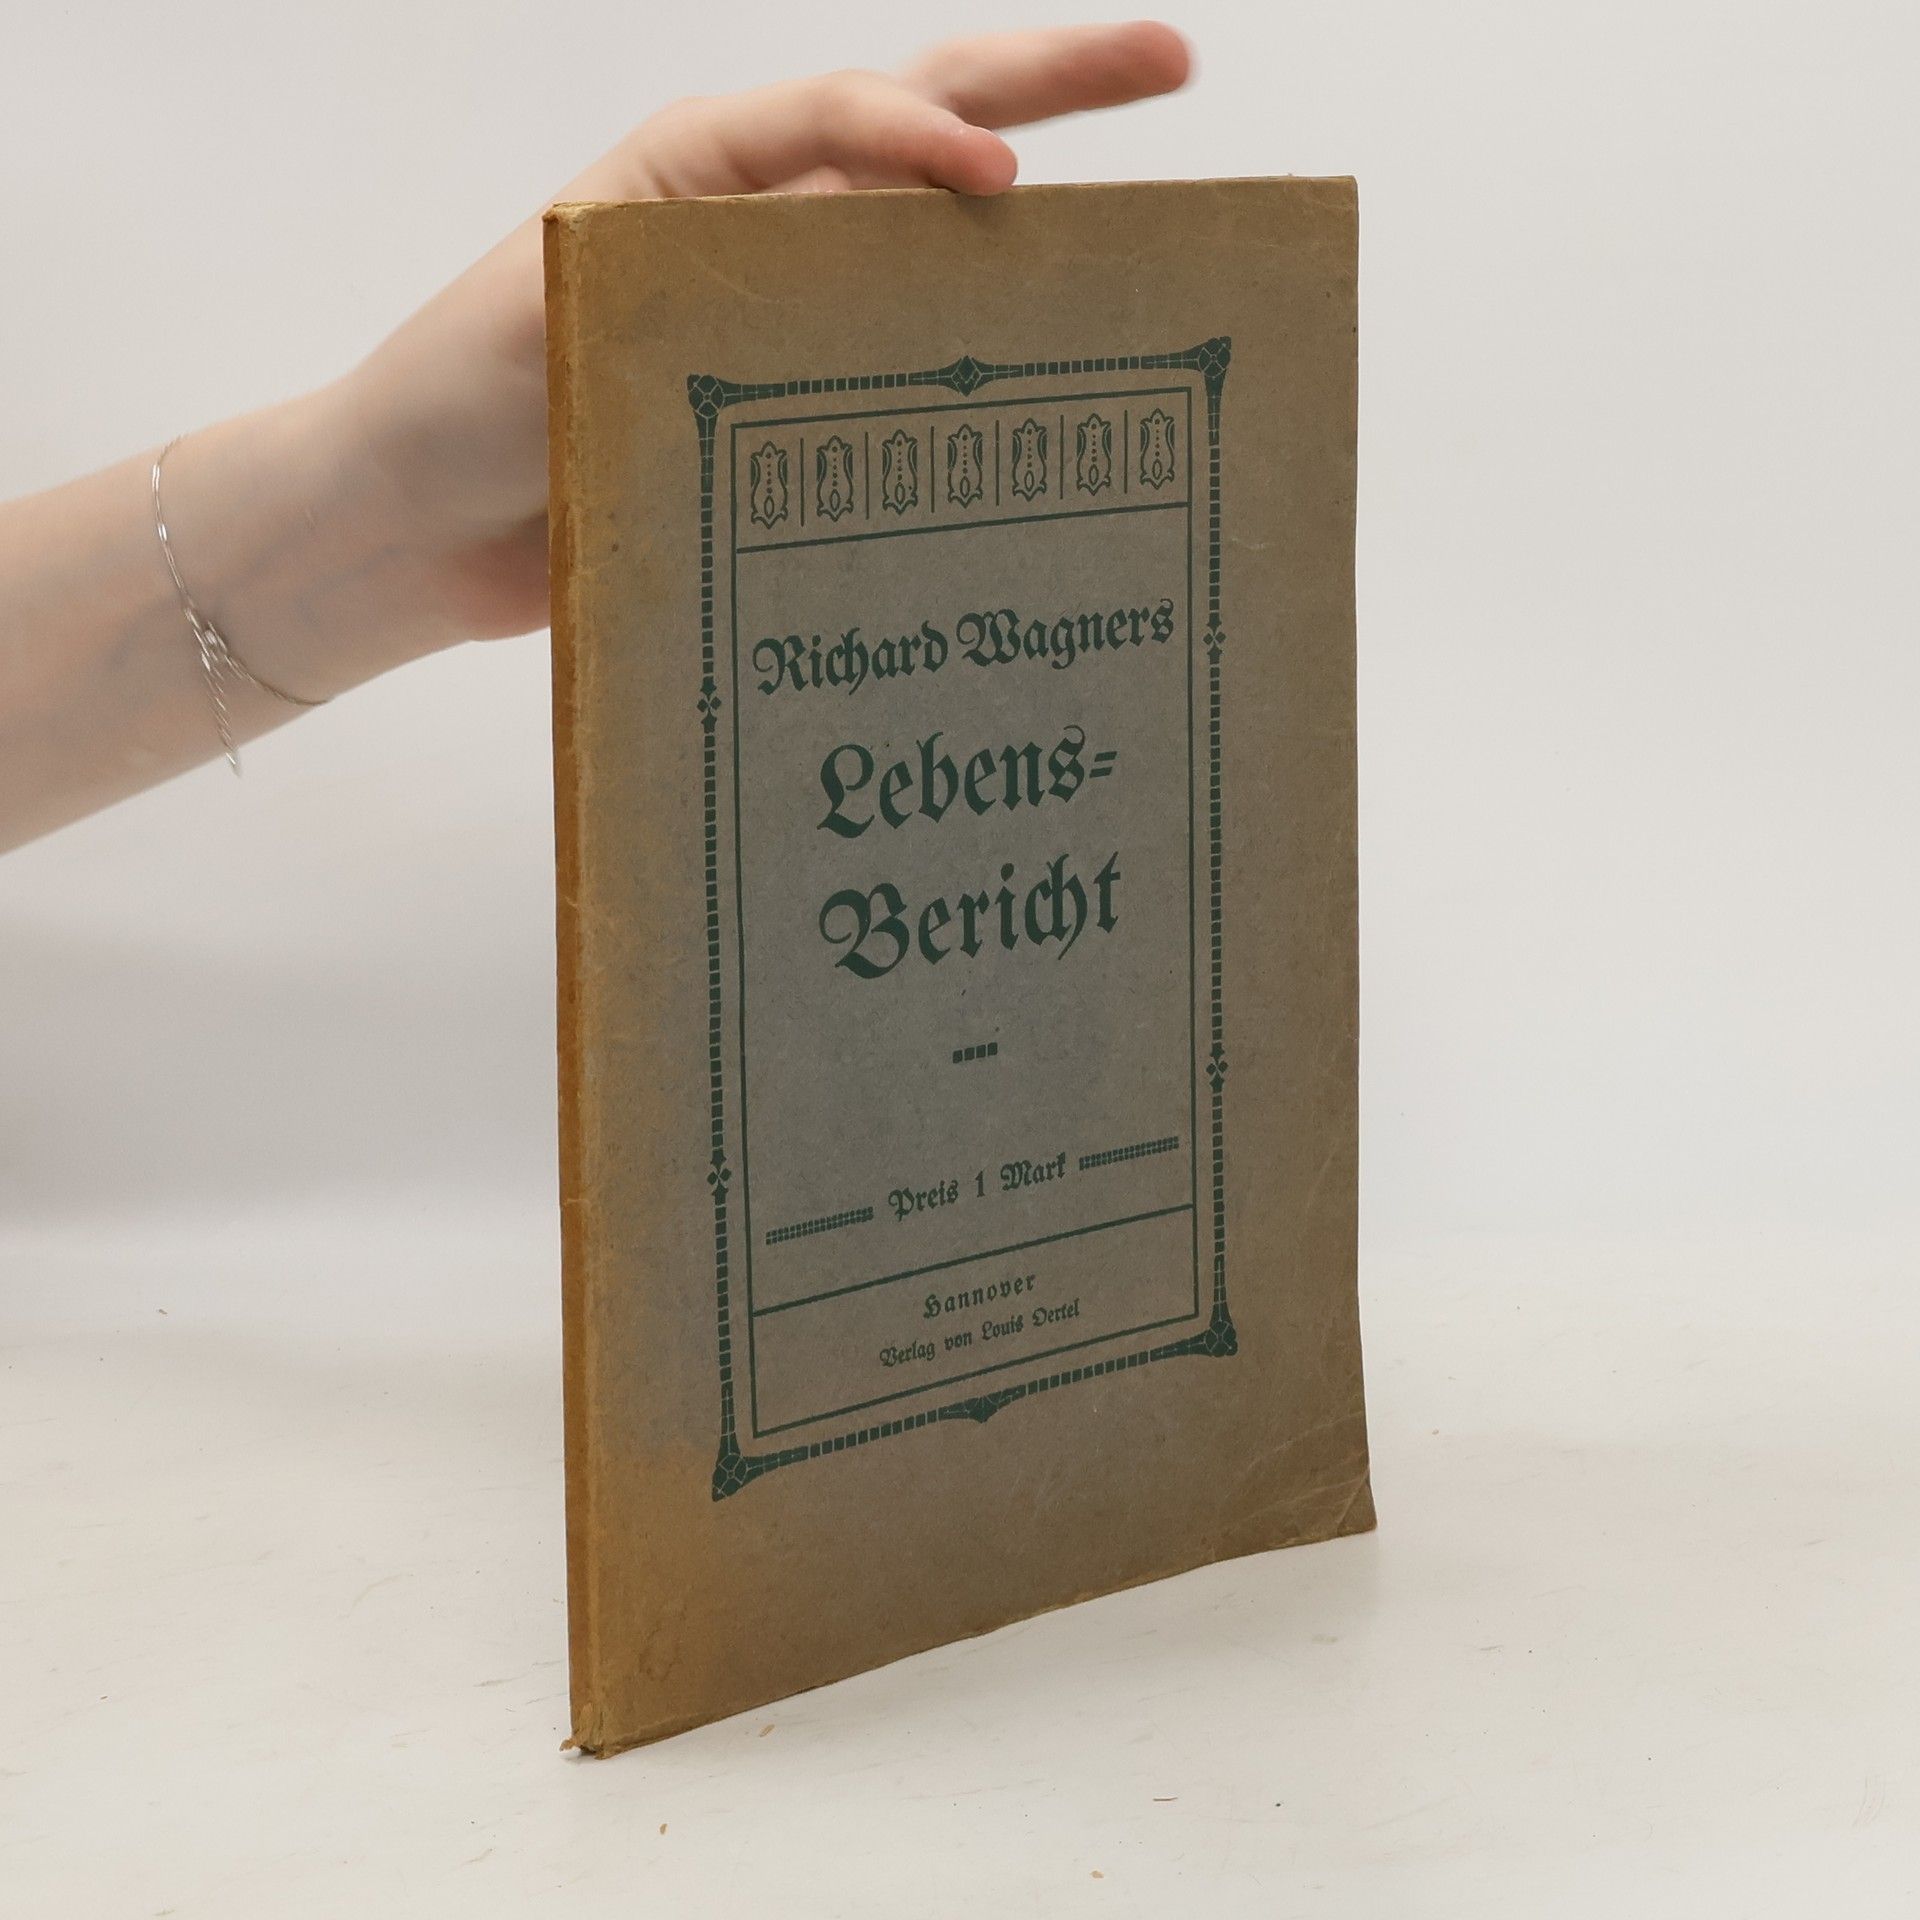 Richard Wagners
Lebens=
Bericht
Preis 1 Mark
Hannover
Verlag von Louis Oertel